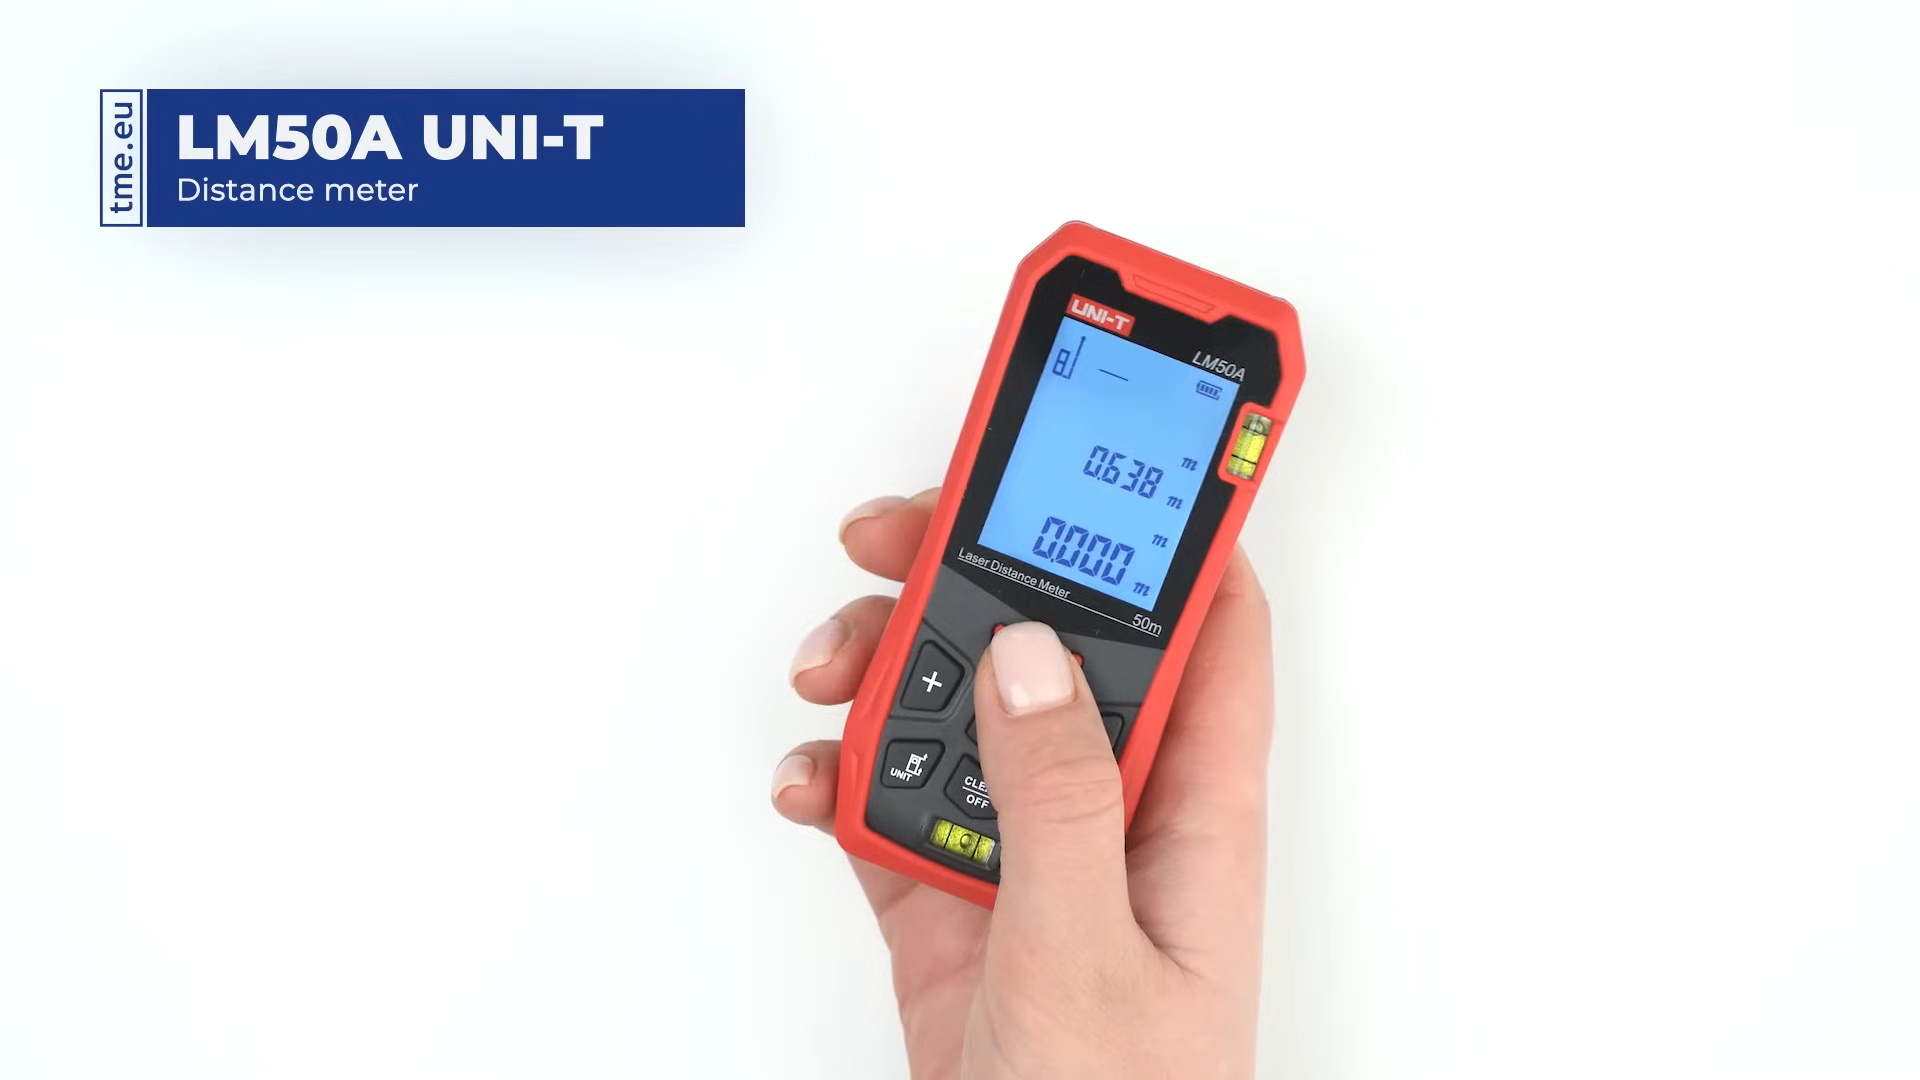 tme.eu
LM50A UNI-T
Distance meter
UNI-T
LM50A
0.638 m
m
0.000 m
m
Laser Distance Meter
50m
+
UNIT
OFF